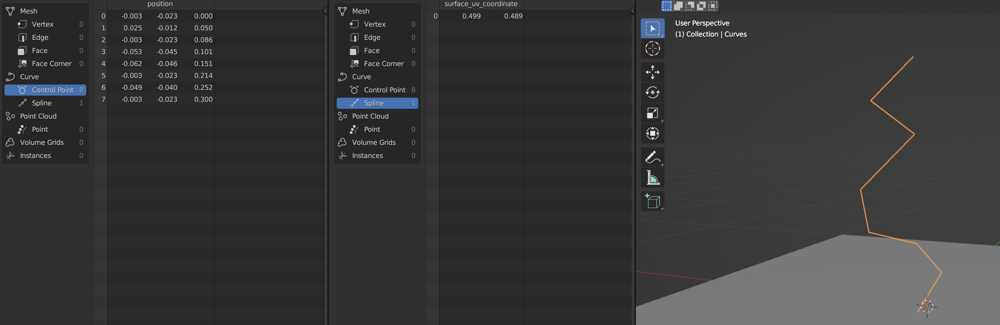 position
Mesh
Vertex 0
Edge 0
Face 0
Face Corner 0
Curve
Control Point 8
Spline 1
Point Cloud
Point 0
Volume Grids 0
Instances 0
0 -0.003 -0.023 0.000
1 0.025 -0.012 0.050
2 -0.003 -0.023 0.086
3 -0.053 -0.045 0.101
4 -0.062 -0.046 0.151
5 -0.003 -0.023 0.214
6 -0.049 -0.040 0.252
7 -0.003 -0.023 0.300
surface_uv_coordinate
Mesh
Vertex 0
Edge 0
Face 0
Face Corner 0
Curve
Control Point 8
Spline 1
Point Cloud
Point 0
Volume Grids 0
Instances 0
0 0.499 0.489
User Perspective
(1) Collection | Curves